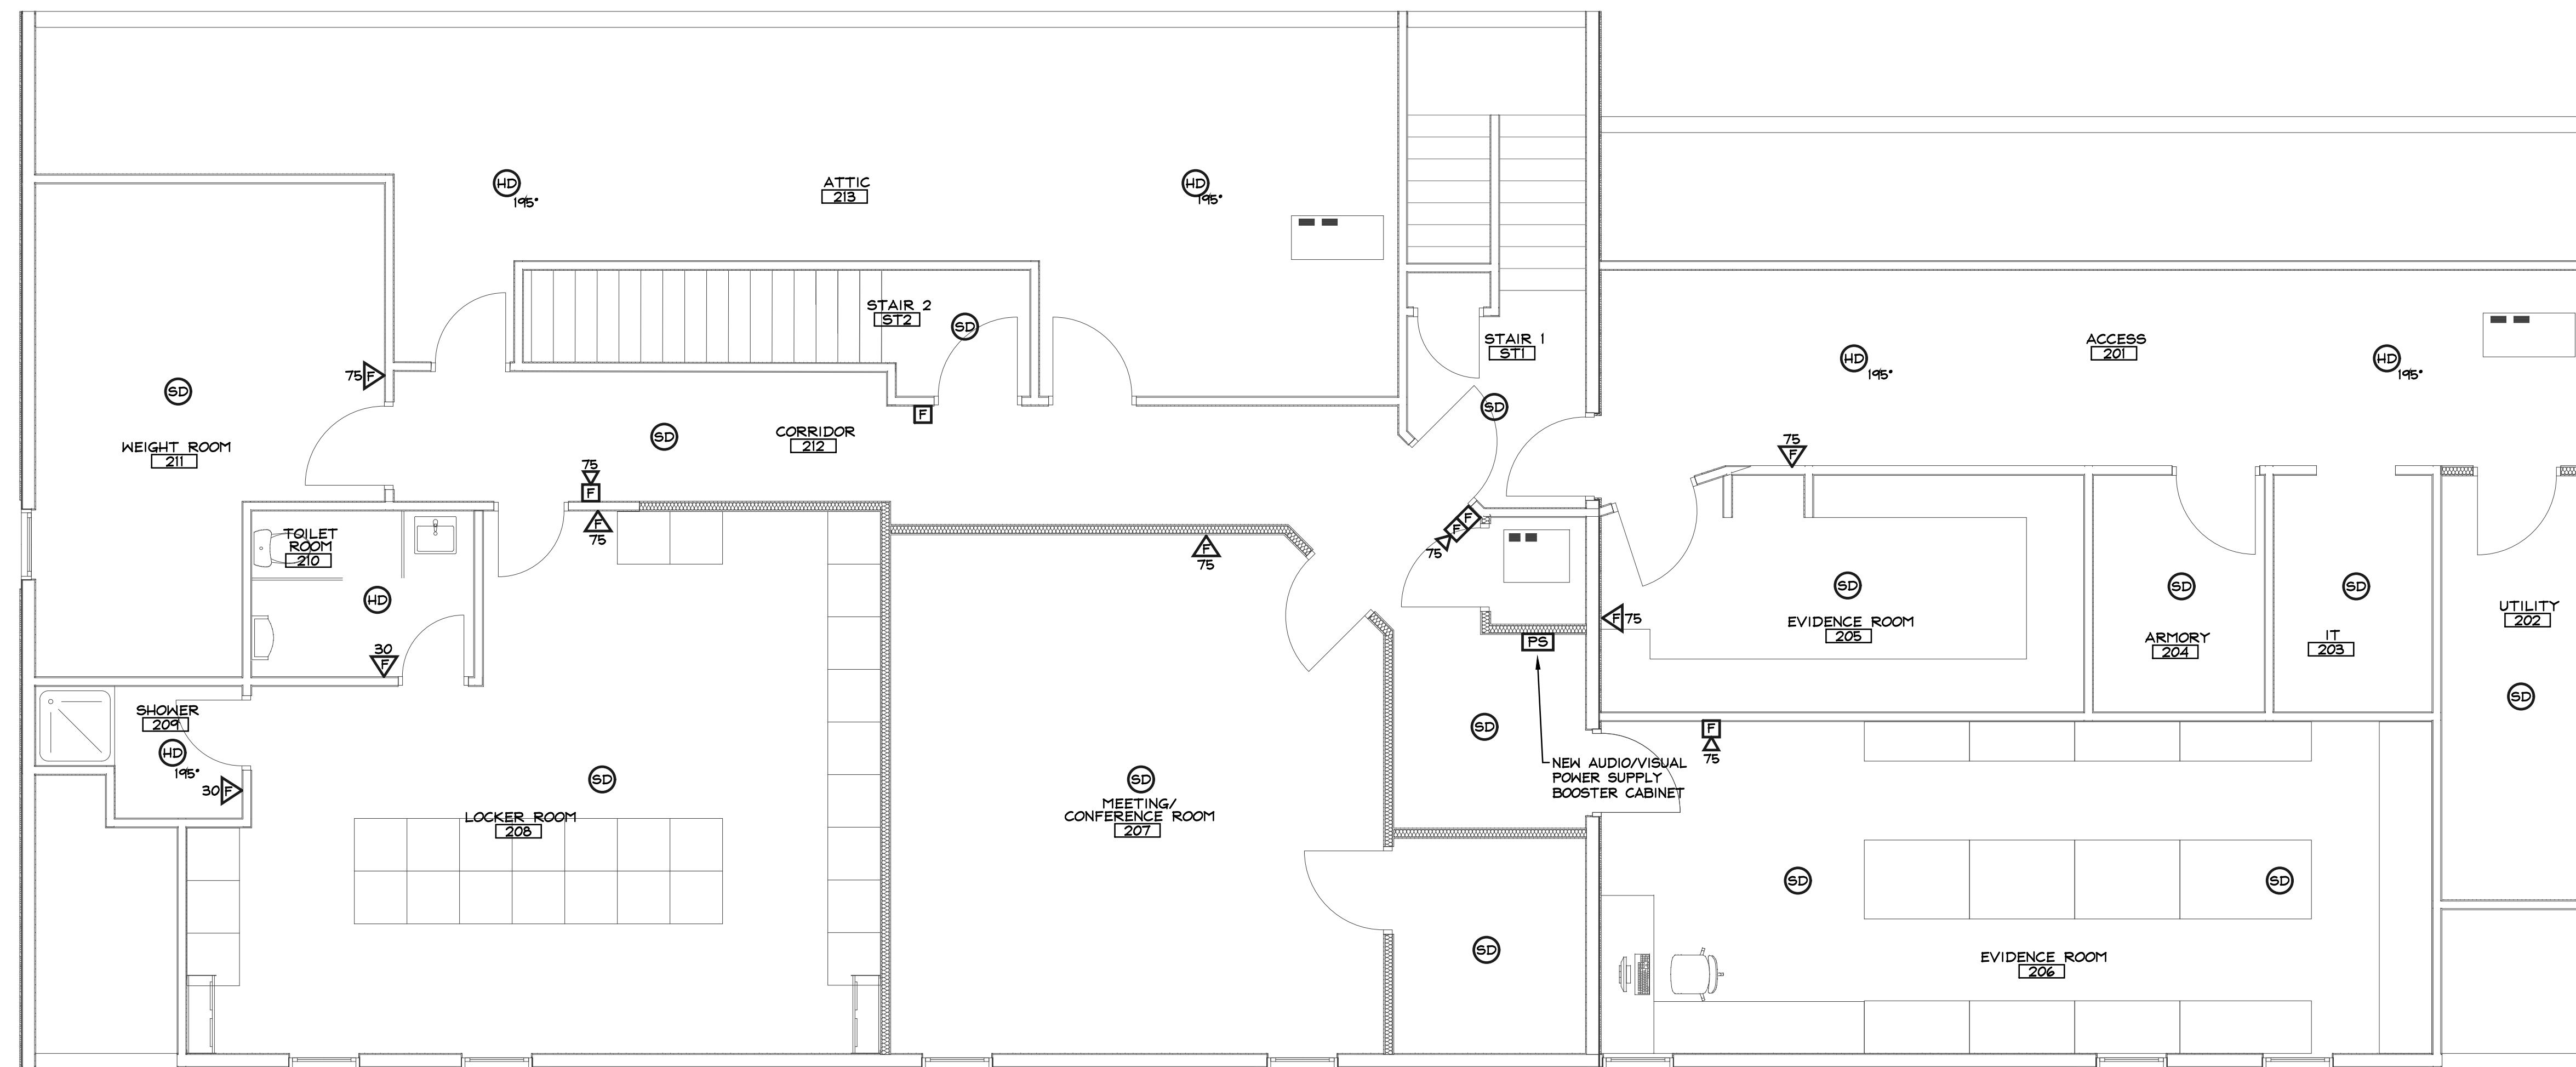 HD
195°
ATTIC
213
HD
195°
STAIR 2
ST2
SD
STAIR 1
ST1
ACCESS
201
HD
195°
HD
195°
75 F
SD
WEIGHT ROOM
211
SD
CORRIDOR
212
F
SD
75
F
75
F
F
75
TOILET
ROOM
210
HD
30
F
F
75
F
F
75
PS
NEW AUDIO/VISUAL
POWER SUPPLY
BOOSTER CABINET
F 75
SD
EVIDENCE ROOM
205
SD
ARMORY
204
SD
IT
203
UTILITY
202
SD
SHOWER
209
HD
195°
30 F
SD
LOCKER ROOM
208
SD
MEETING/
CONFERENCE ROOM
207
SD
F
75
SD
SD
SD
EVIDENCE ROOM
206